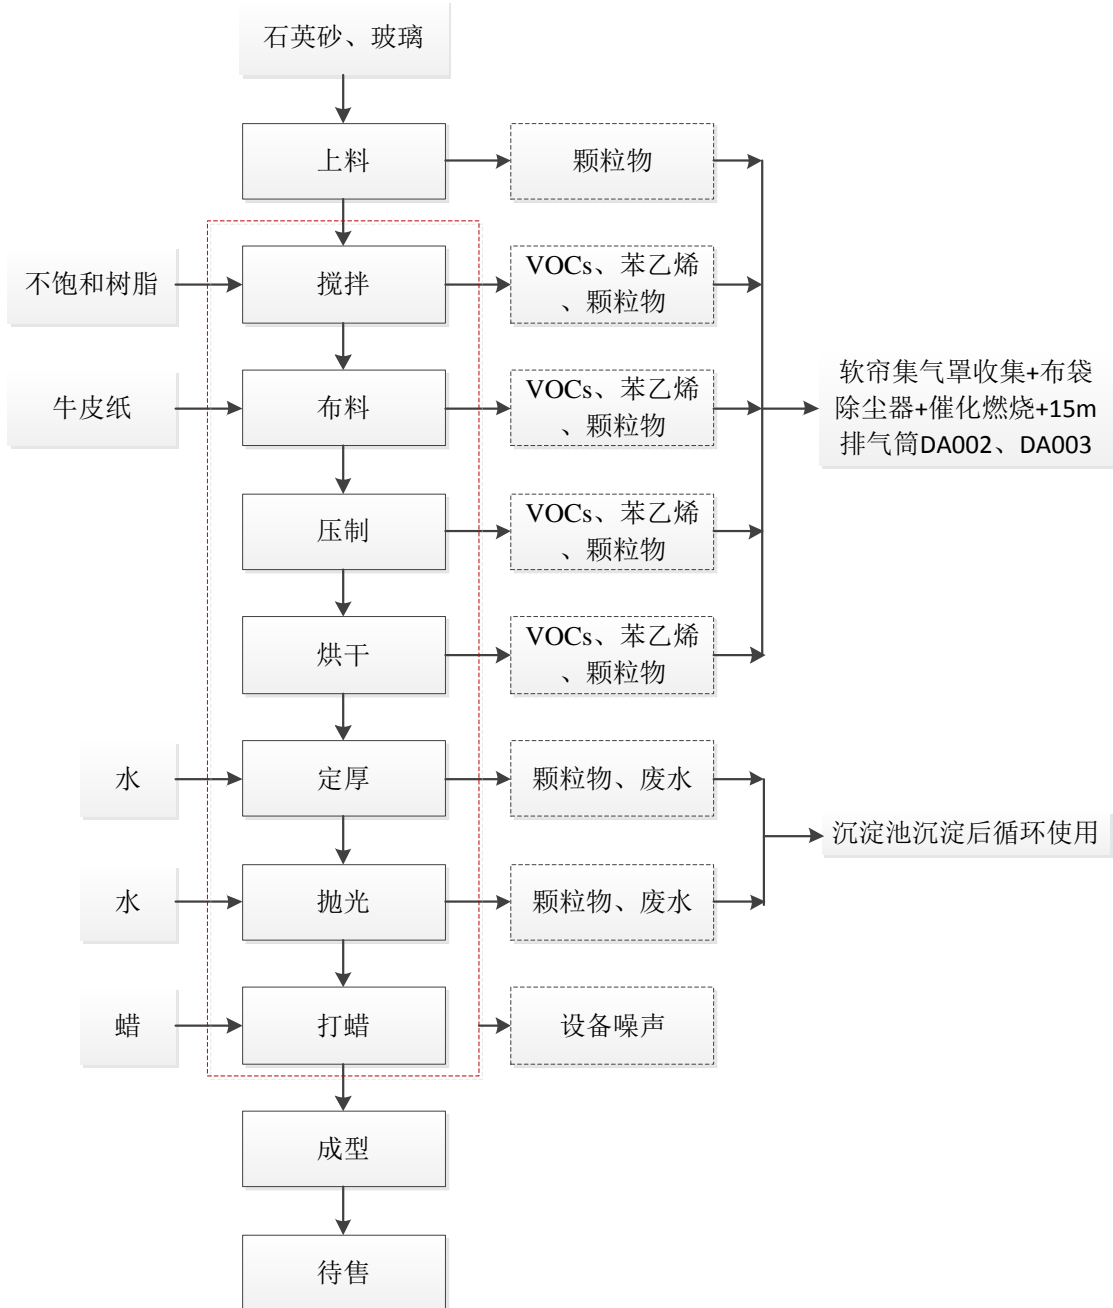 石英砂、玻璃
上料
颗粒物
不饱和树脂
搅拌
VOCs、苯乙烯
、颗粒物
牛皮纸
布料
VOCs、苯乙烯
、颗粒物
软帘集气罩收集+布袋
除尘器+催化燃烧+15m
排气筒DA002、DA003
压制
VOCs、苯乙烯
、颗粒物
烘干
VOCs、苯乙烯
、颗粒物
水
定厚
颗粒物、废水
沉淀池沉淀后循环使用
水
抛光
颗粒物、废水
蜡
打蜡
设备噪声
成型
待售